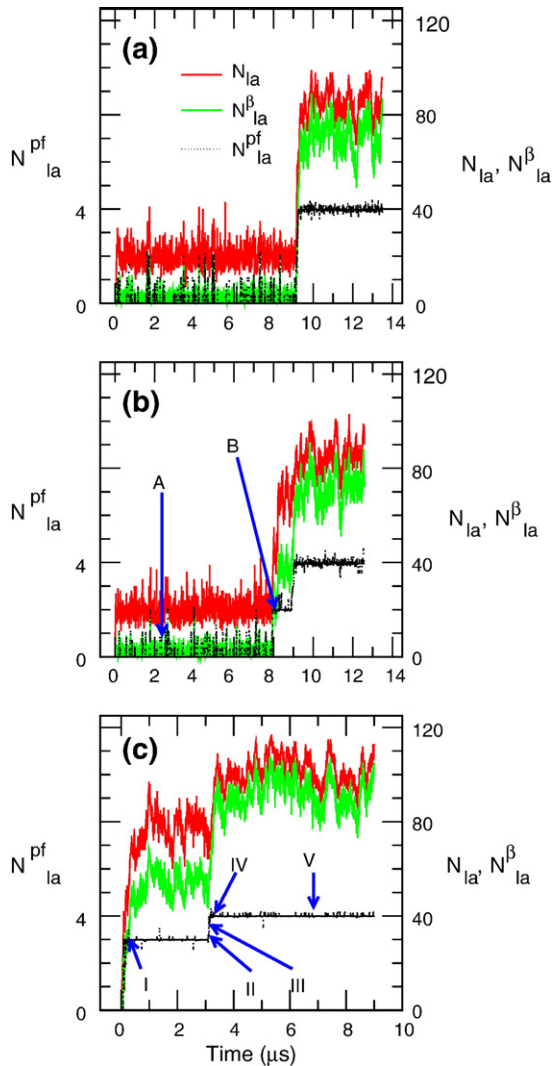 (a)
120
80
40
0
4
0
N^pf_la
N_la, N^β_la
N_la
N^β_la
N^pf_la
0 2 4 6 8 10 12 14
(b)
120
80
40
0
4
0
N^pf_la
N_la, N^β_la
A
B
0 2 4 6 8 10 12 14
(c)
120
80
40
0
8
4
0
N^pf_la
N_la, N^β_la
IV
V
I
II
III
0 2 4 6 8 10
Time (μs)